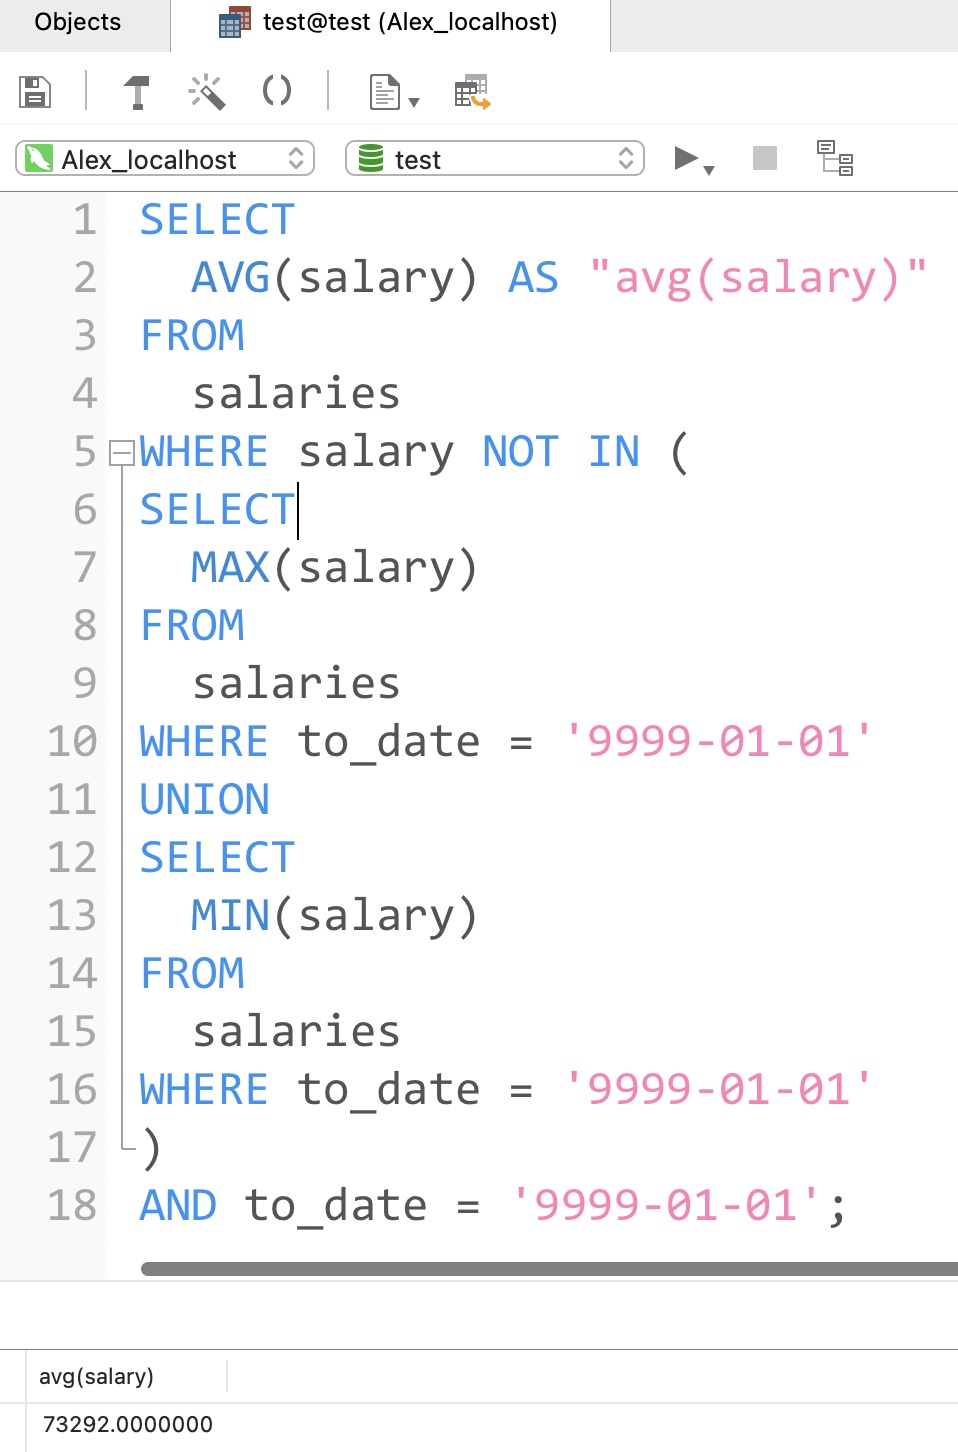 Objects
test@test (Alex_localhost)
Alex_localhost
test
1 SELECT
2 AVG(salary) AS "avg(salary)"
3 FROM
4 salaries
5 WHERE salary NOT IN (
6 SELECT
7 MAX(salary)
8 FROM
9 salaries
10 WHERE to_date = '9999-01-01'
11 UNION
12 SELECT
13 MIN(salary)
14 FROM
15 salaries
16 WHERE to_date = '9999-01-01'
17 )
18 AND to_date = '9999-01-01';
avg(salary)
73292.0000000